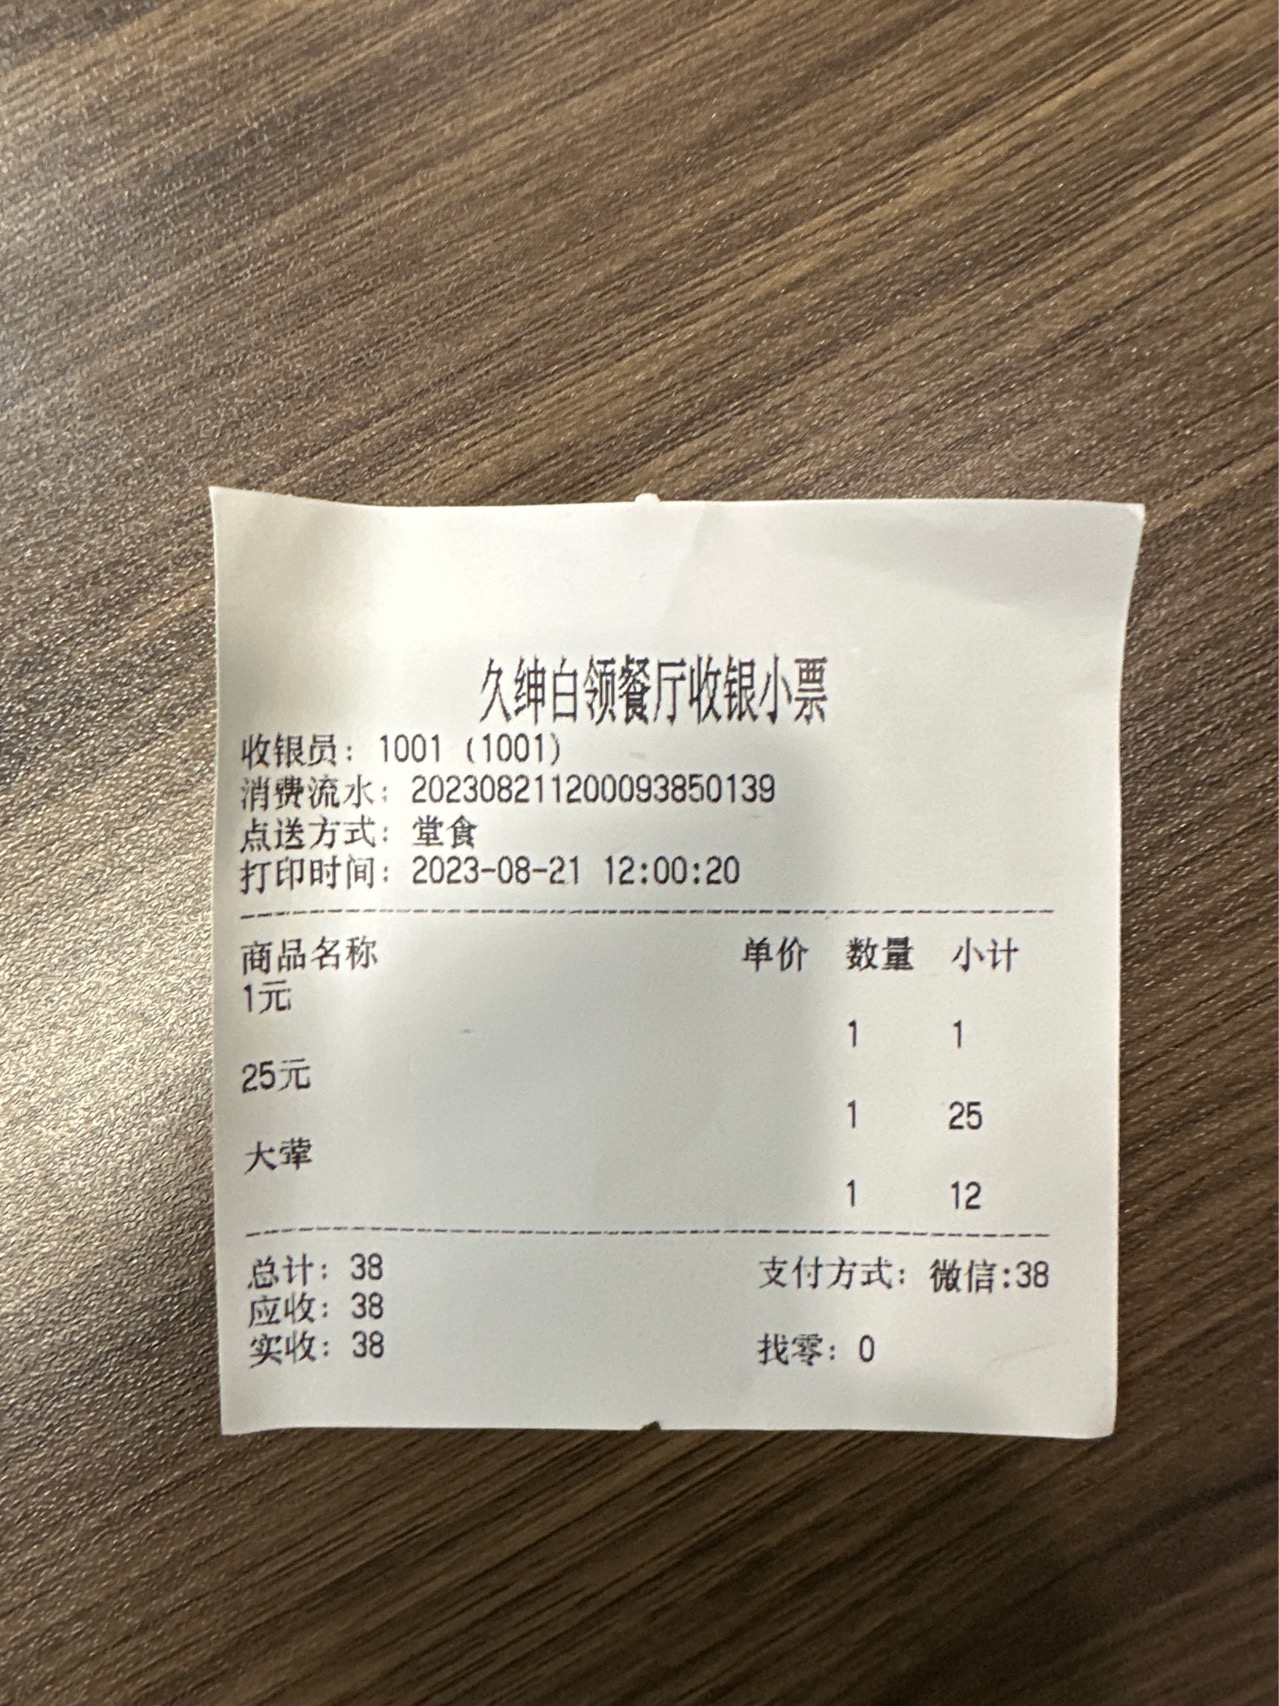 久绅白领餐厅收银小票
收银员：1001 (1001)
消费流水：202308211200093850139
点送方式：堂食
打印时间：2023-08-21 12:00:20
商品名称 单价 数量 小计
1元
1 1
25元
1 25
大荤
1 12
总计：38 支付方式：微信:38
应收：38
实收：38 找零：0